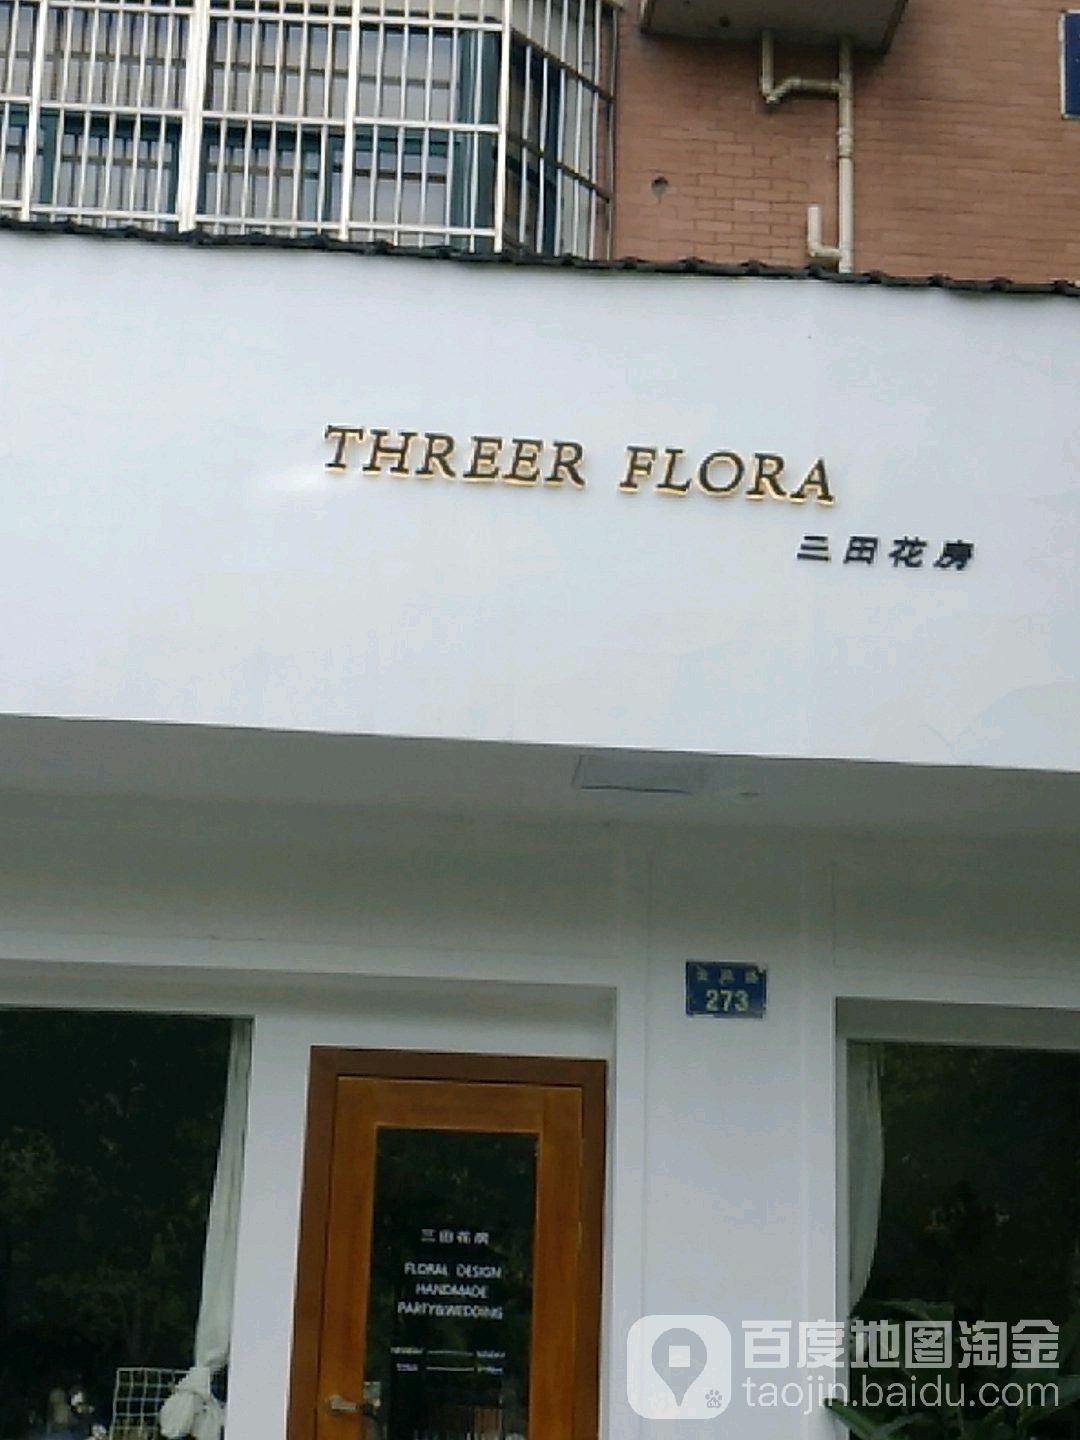 THREER FLORA
三田花房
273
三田花房
FLORAL DESIGN
HANDMADE
PARTY&WEDDING
百度地图淘金
taojin.baidu.com